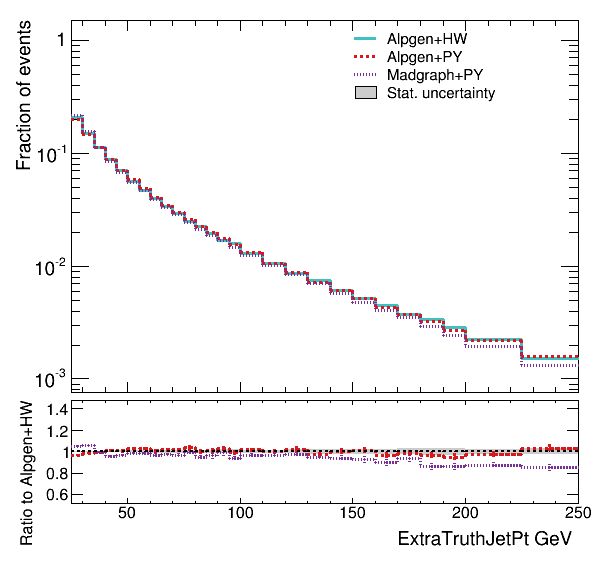 Fraction of events
1
10-1
10-2
10-3
Alpgen+HW
Alpgen+PY
Madgraph+PY
Stat. uncertainty
Ratio to Alpgen+HW
1.4
1.2
1
0.8
0.6
50
100
150
200
250
ExtraTruthJetPt GeV